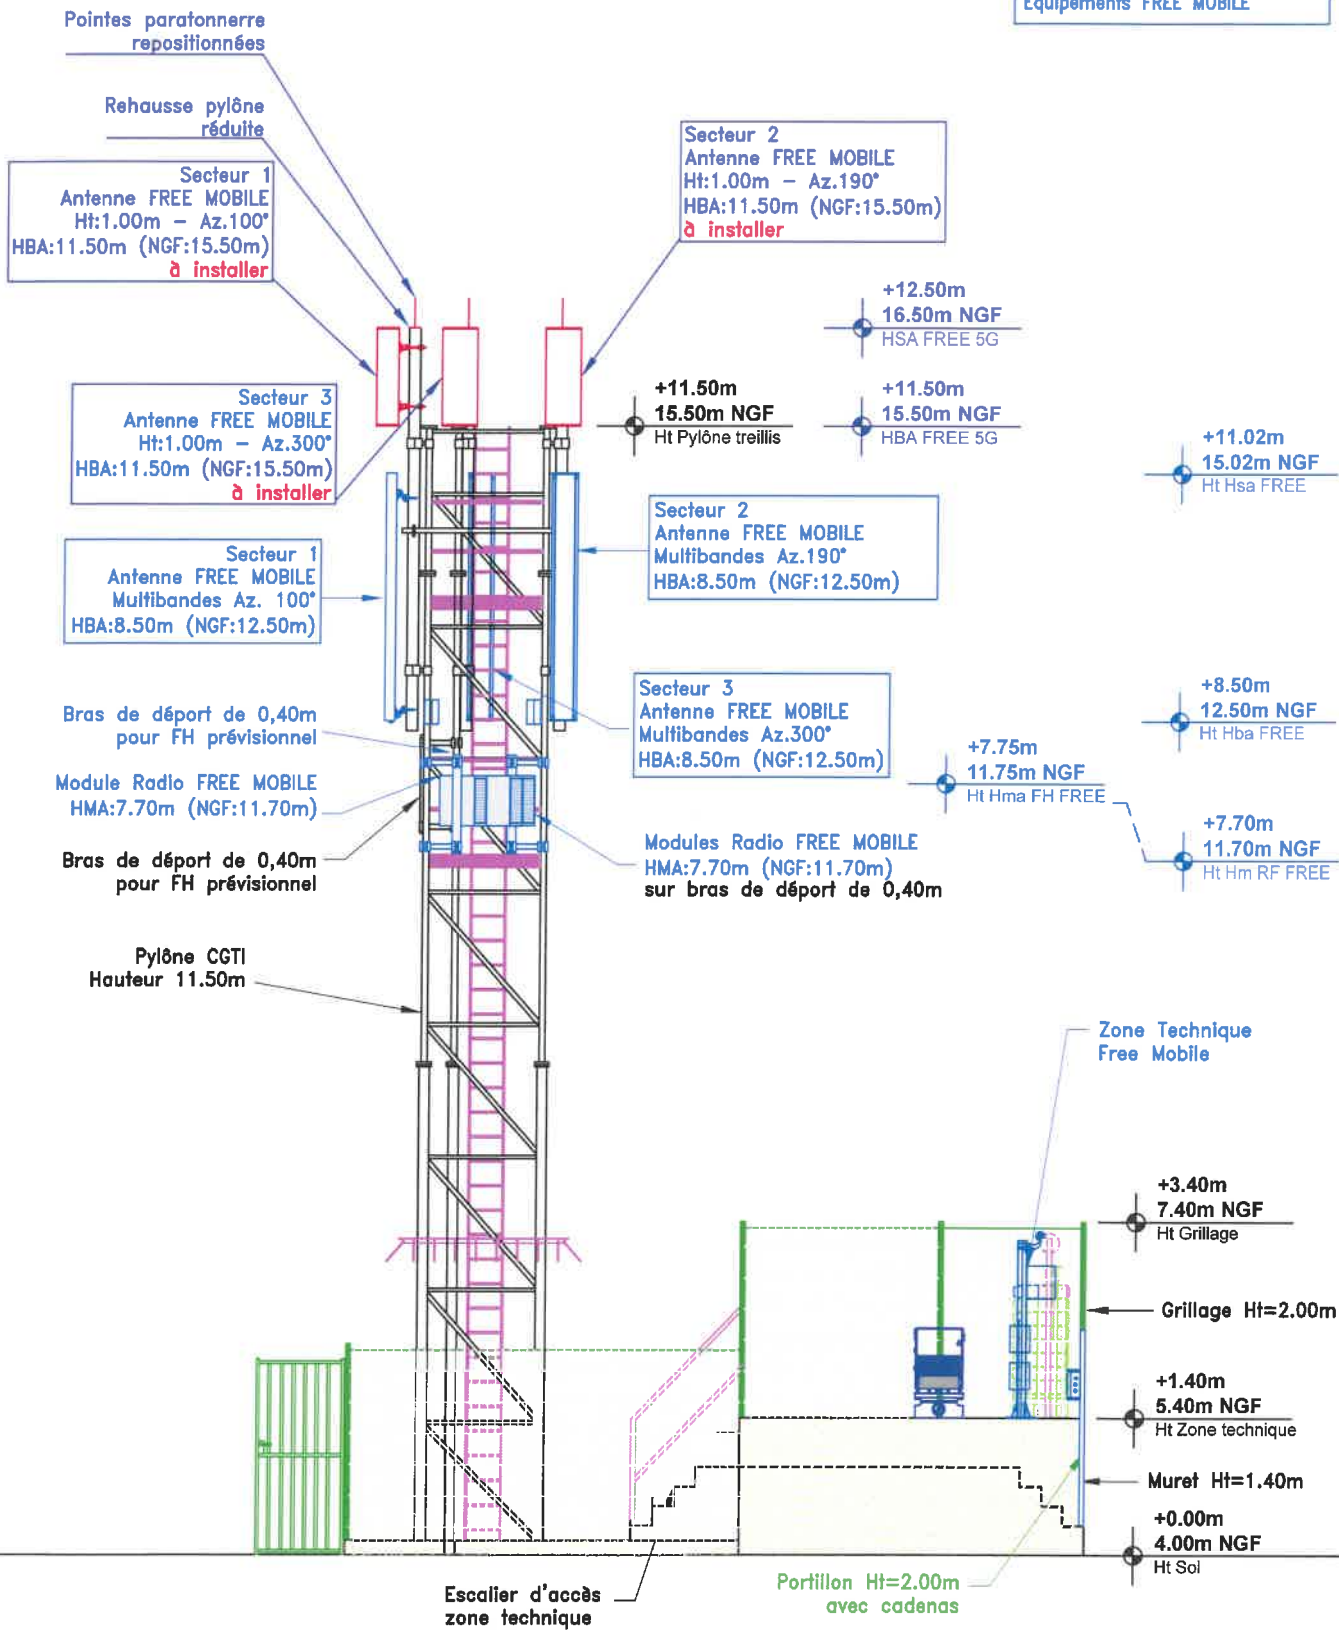 Equipements FREE MOBILE
Pointes paratonnerre
repositionnées
Rehausse pylône
réduite
Secteur 1
Antenne FREE MOBILE
Ht:1.00m – Az.100°
HBA:11.50m (NGF:15.50m)
à installer
Secteur 2
Antenne FREE MOBILE
Ht:1.00m – Az.190°
HBA:11.50m (NGF:15.50m)
à installer
+12.50m
16.50m NGF
HSA FREE 5G
Secteur 3
Antenne FREE MOBILE
Ht:1.00m – Az.300°
HBA:11.50m (NGF:15.50m)
à installer
+11.50m
15.50m NGF
Ht Pylône treillis
+11.50m
15.50m NGF
HBA FREE 5G
+11.02m
15.02m NGF
Ht Hsa FREE
Secteur 2
Antenne FREE MOBILE
Multibandes Az.190°
HBA:8.50m (NGF:12.50m)
Secteur 1
Antenne FREE MOBILE
Multibandes Az. 100°
HBA:8.50m (NGF:12.50m)
Secteur 3
Antenne FREE MOBILE
Multibandes Az.300°
HBA:8.50m (NGF:12.50m)
+8.50m
12.50m NGF
Ht Hba FREE
Bras de déport de 0,40m
pour FH prévisionnel
+7.75m
11.75m NGF
Ht Hma FH FREE
Module Radio FREE MOBILE
HMA:7.70m (NGF:11.70m)
+7.70m
11.70m NGF
Ht Hm RF FREE
Modules Radio FREE MOBILE
HMA:7.70m (NGF:11.70m)
sur bras de déport de 0,40m
Bras de déport de 0,40m
pour FH prévisionnel
Pylône CGTI
Hauteur 11.50m
Zone Technique
Free Mobile
+3.40m
7.40m NGF
Ht Grillage
Grillage Ht=2.00m
+1.40m
5.40m NGF
Ht Zone technique
Muret Ht=1.40m
+0.00m
4.00m NGF
Ht Sol
Portillon Ht=2.00m
avec cadenas
Escalier d'accès
zone technique